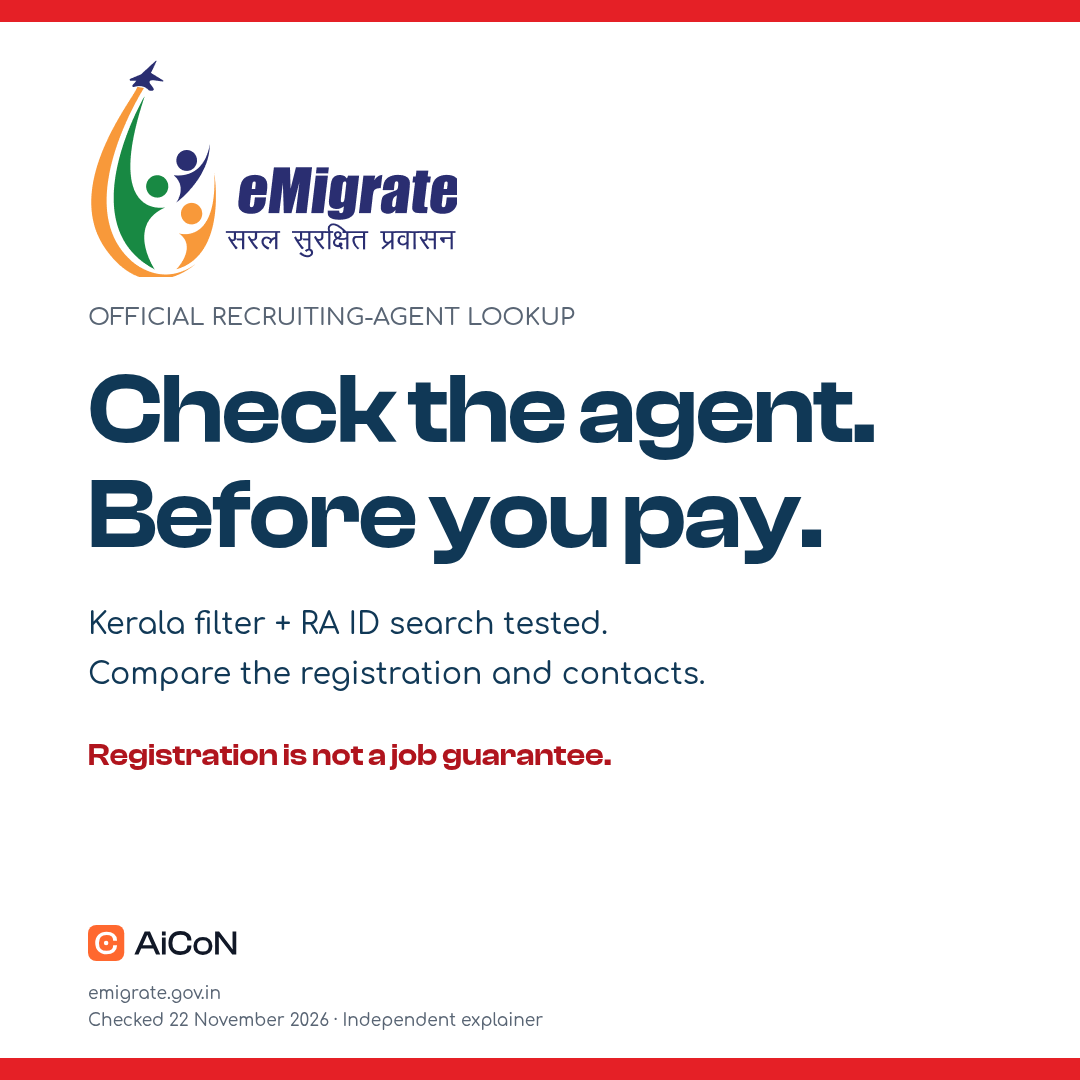 eMigrate
सरल सुरक्षित प्रवासन
OFFICIAL RECRUITING-AGENT LOOKUP
Check the agent.
Before you pay.
Kerala filter + RA ID search tested.
Compare the registration and contacts.
Registration is not a job guarantee.
AiCoN
emigrate.gov.in
Checked 22 November 2026 · Independent explainer